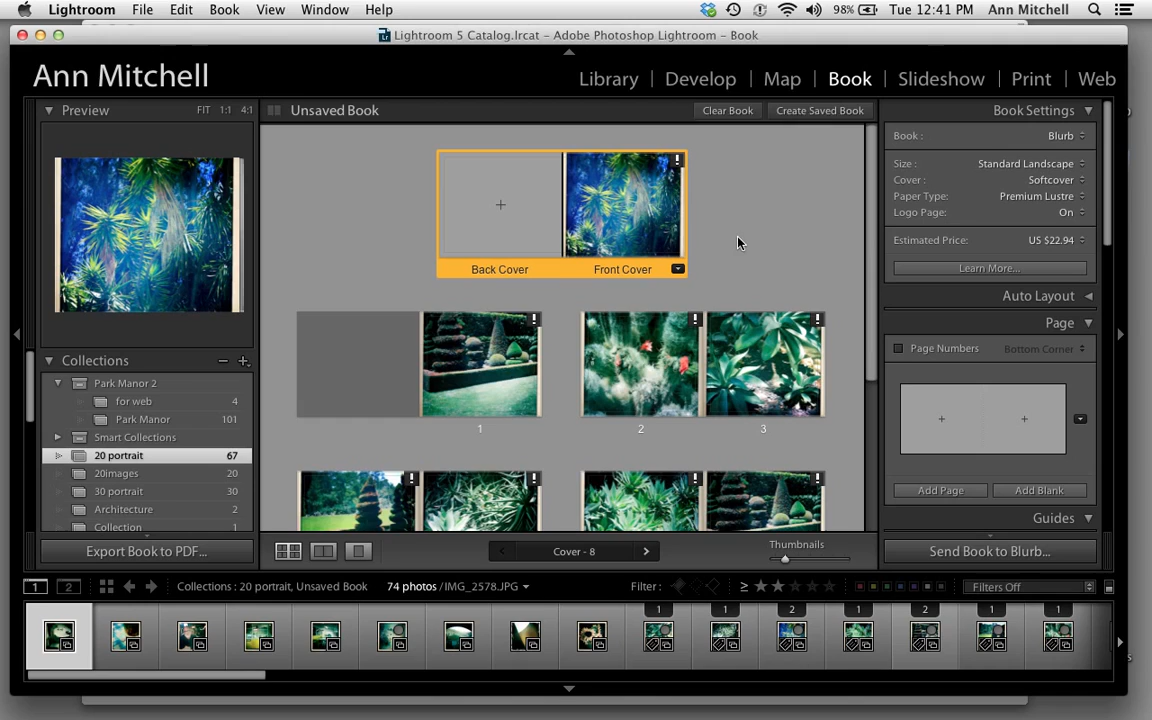 Lightroom File Edit Book View Window Help 98% Tue 12:41 PM Ann Mitchell
Lightroom 5 Catalog.lrcat – Adobe Photoshop Lightroom – Book
Ann Mitchell
Library | Develop | Map | Book | Slideshow | Print | Web
Preview FIT 1:1 4:1
Unsaved Book Clear Book Create Saved Book
Book Settings
Book : Blurb
Size : Standard Landscape
Cover : Softcover
Paper Type: Premium Lustre
Logo Page: On
Estimated Price: US $22.94
Learn More...
Auto Layout
Page
Page Numbers Bottom Corner
Add Page Add Blank
Guides
Send Book to Blurb...
+
! 
Back Cover Front Cover
! ! !
1 2 3
! ! ! !
Collections
Park Manor 2
for web 4
Park Manor 101
Smart Collections
20 portrait 67
20images 20
30 portrait 30
Architecture 2
Collection 1
Export Book to PDF...
Cover - 8
Thumbnails
1 2 Collections : 20 portrait, Unsaved Book 74 photos / IMG_2578.JPG Filter : ≥ ★★★★★ Filters Off
1 1 2 1 2 1 1